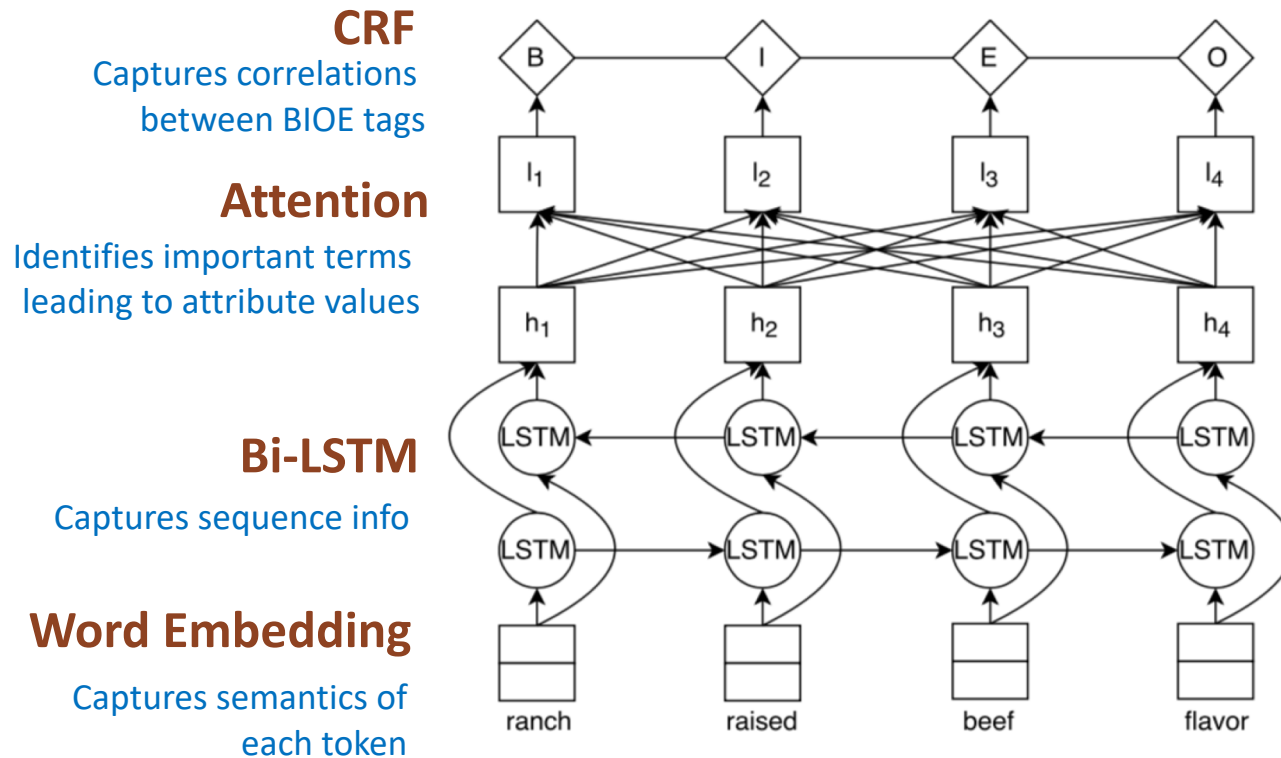 CRF
Captures correlations
between BIOE tags
Attention
Identifies important terms
leading to attribute values
Bi-LSTM
Captures sequence info
Word Embedding
Captures semantics of
each token
B I E O
l₁ l₂ l₃ l₄
h₁ h₂ h₃ h₄
LSTM LSTM LSTM LSTM
LSTM LSTM LSTM LSTM
ranch raised beef flavor